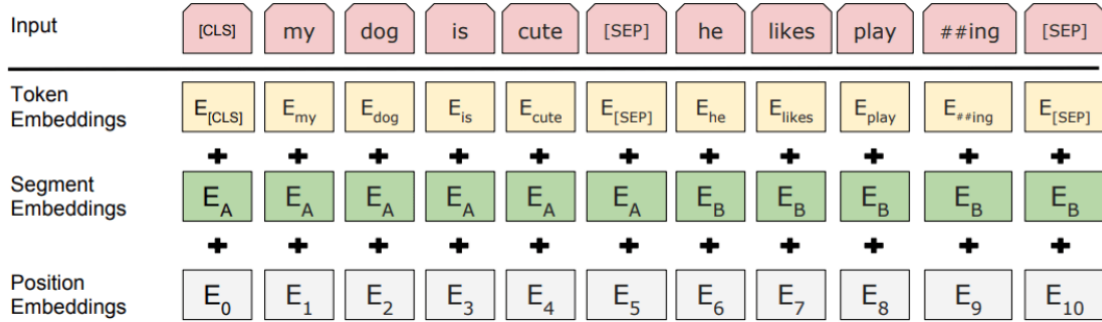 Input [CLS] my dog is cute [SEP] he likes play ##ing [SEP]
Token Embeddings E[CLS] Emy Edog Eis Ecute E[SEP] Ehe Elikes Eplay E##ing E[SEP]
+ + + + + + + + + + +
Segment Embeddings EA EA EA EA EA EA EB EB EB EB EB
+ + + + + + + + + + +
Position Embeddings E0 E1 E2 E3 E4 E5 E6 E7 E8 E9 E10